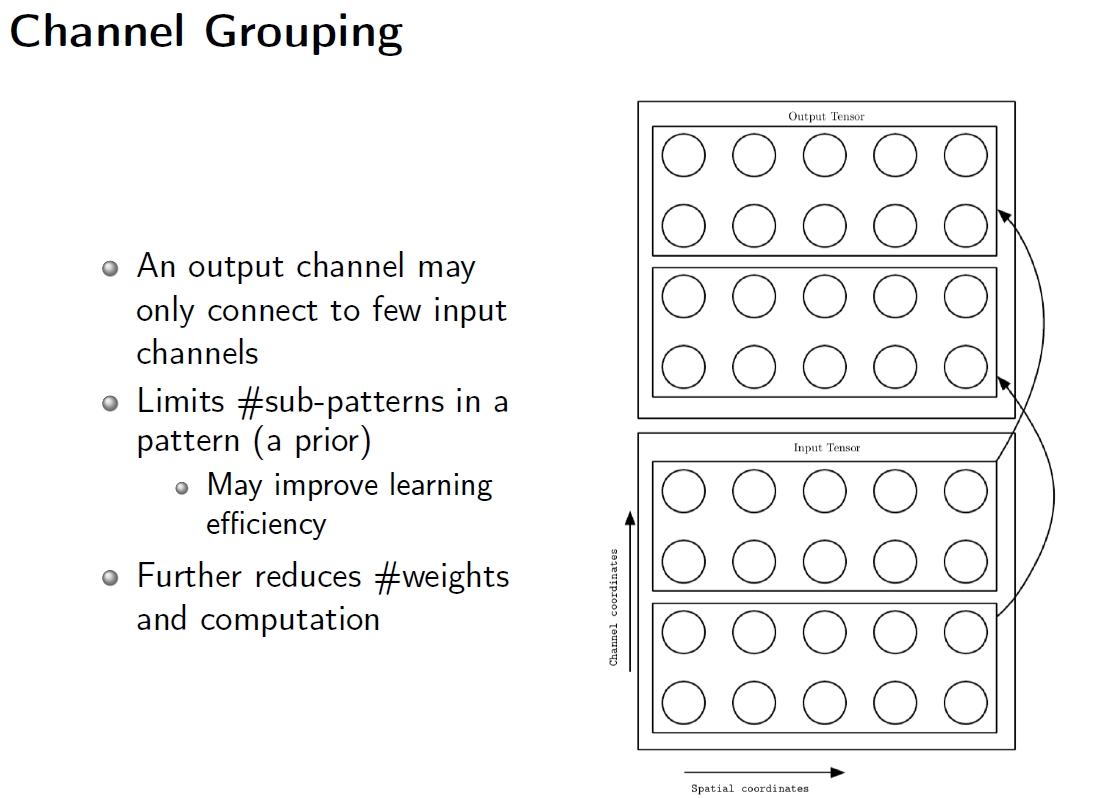 Channel Grouping
An output channel may
only connect to few input
channels
Limits #sub-patterns in a
pattern (a prior)
May improve learning
efficiency
Further reduces #weights
and computation
Output Tensor
Input Tensor
Channel coordinates
Spatial coordinates